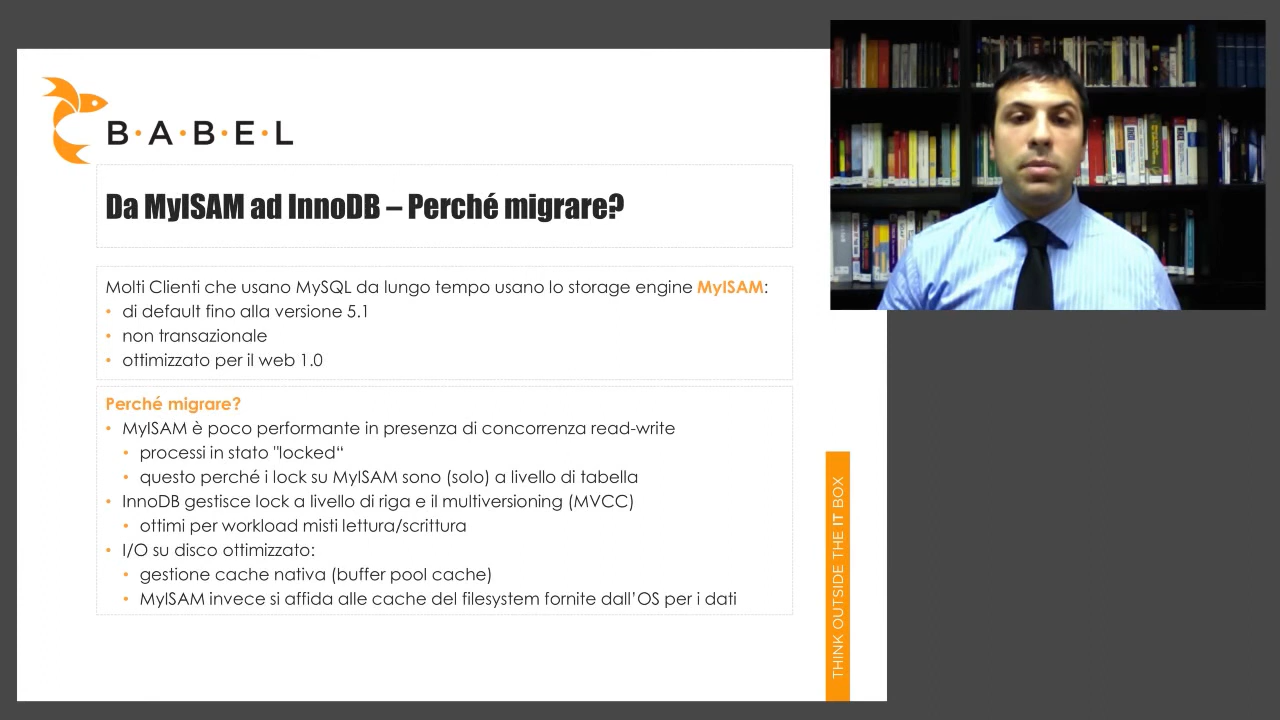 B·A·B·E·L
Da MyISAM ad InnoDB – Perché migrare?
Molti Clienti che usano MySQL da lungo tempo usano lo storage engine MyISAM:
• di default fino alla versione 5.1
• non transazionale
• ottimizzato per il web 1.0
Perché migrare?
• MyISAM è poco performante in presenza di concorrenza read-write
• processi in stato "locked“
• questo perché i lock su MyISAM sono (solo) a livello di tabella
• InnoDB gestisce lock a livello di riga e il multiversioning (MVCC)
• ottimi per workload misti lettura/scrittura
• I/O su disco ottimizzato:
• gestione cache nativa (buffer pool cache)
• MyISAM invece si affida alle cache del filesystem fornite dall’OS per i dati
THINK OUTSIDE THE IT BOX